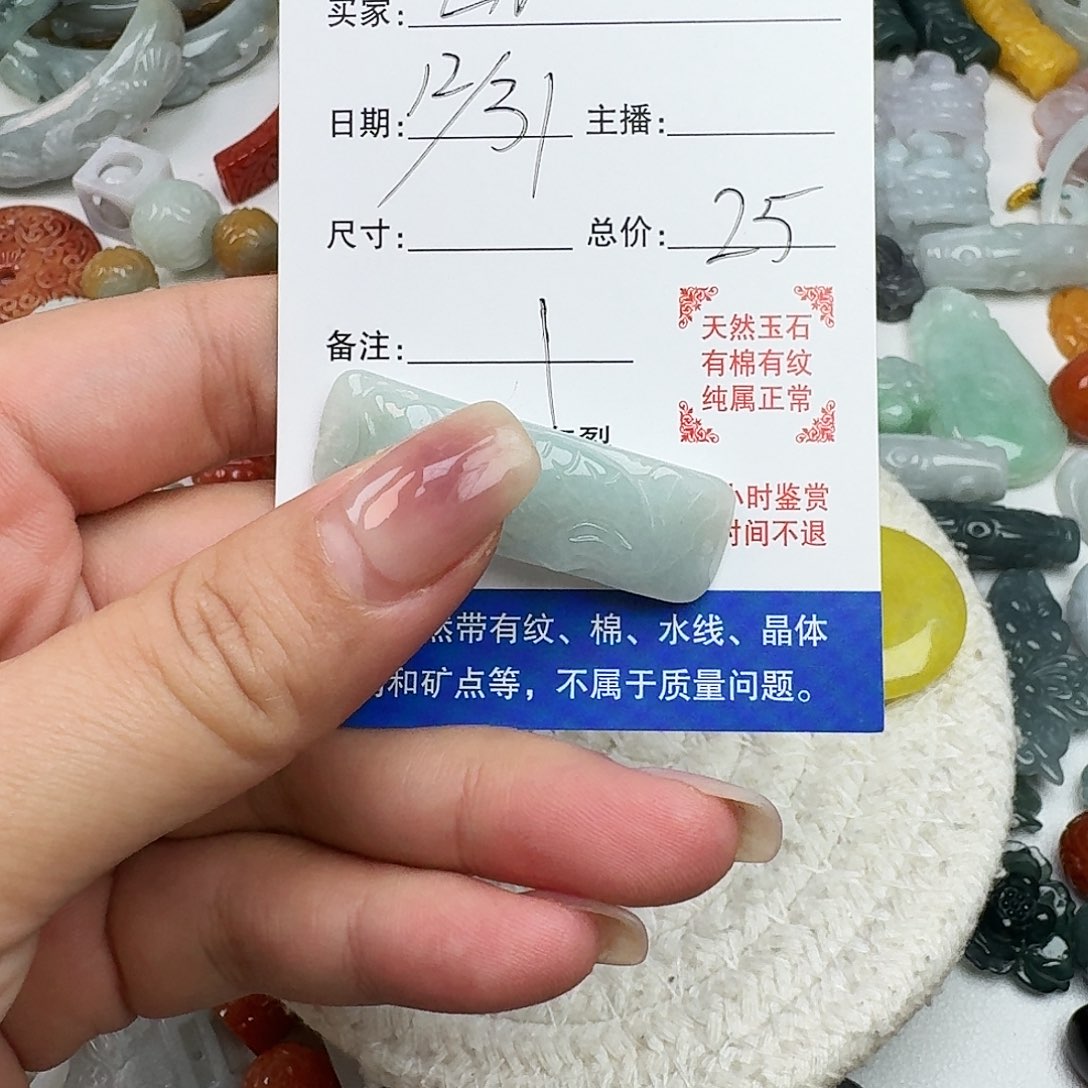 买家:
日期: 12/31 主播:
尺寸: 总价: 25
备注:
天然玉石
有棉有纹
纯属正常
列
小时鉴赏
时间不退
然带有纹、棉、水线、晶体
和矿点等，不属于质量问题。